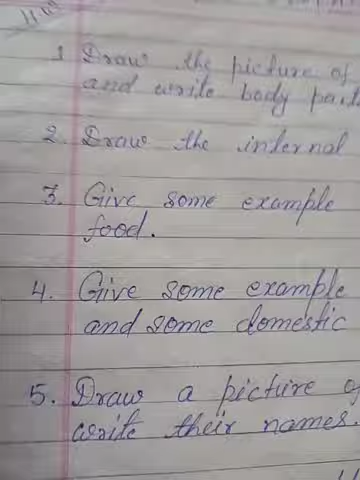 H.W
1. Draw the picture of
and write body part
2. Draw the internal
3. Give some example
food.
4. Give some example
and some domestic
5. Draw a picture of
write their names.